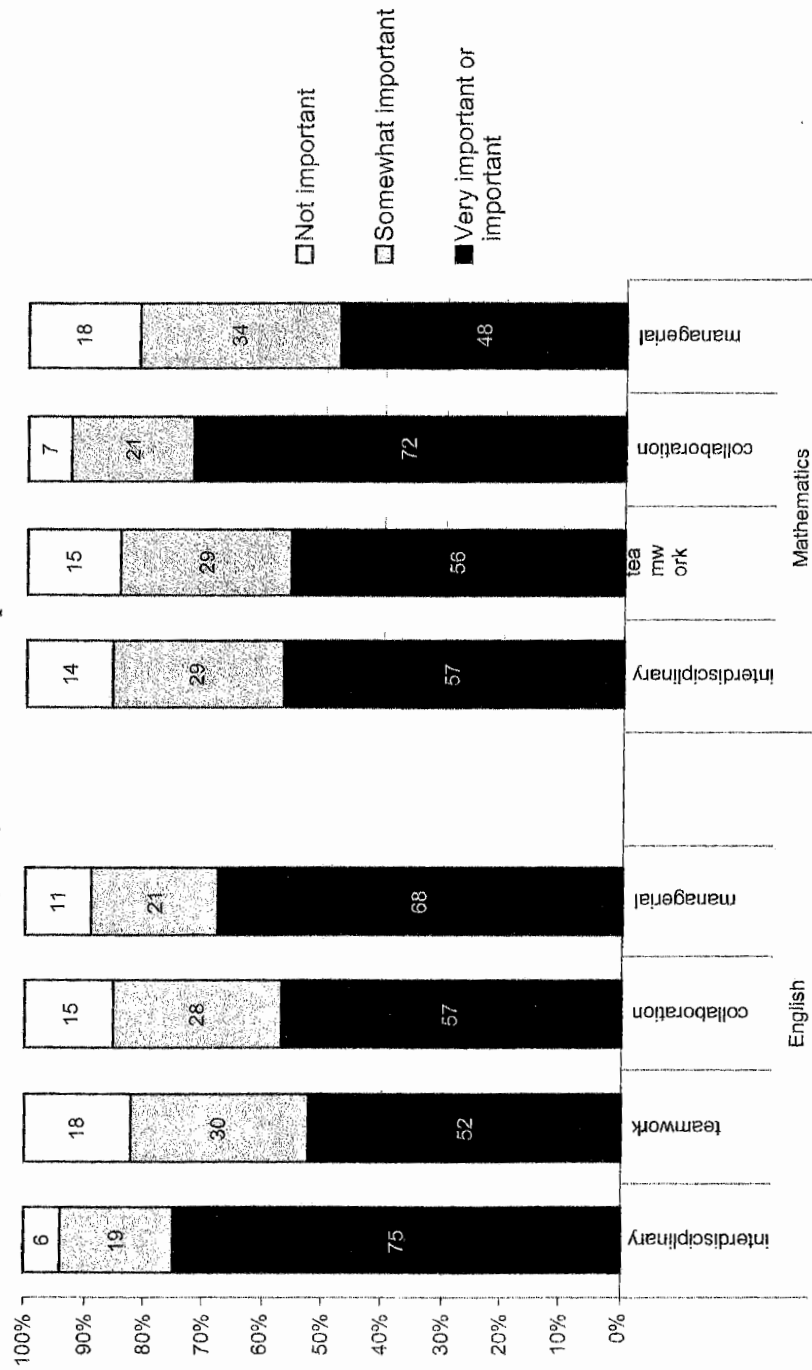 Not important
Somewhat important
Very important or
important
100%
90%
80%
70%
60%
50%
40%
30%
20%
10%
0%
6
19
75
18
30
52
15
28
57
11
21
68
14
29
57
15
29
56
7
21
72
18
34
48
interdisciplinary
teamwork
collaboration
managerial
interdisciplinary
tea
mw
ork
collaboration
managerial
English
Mathematics